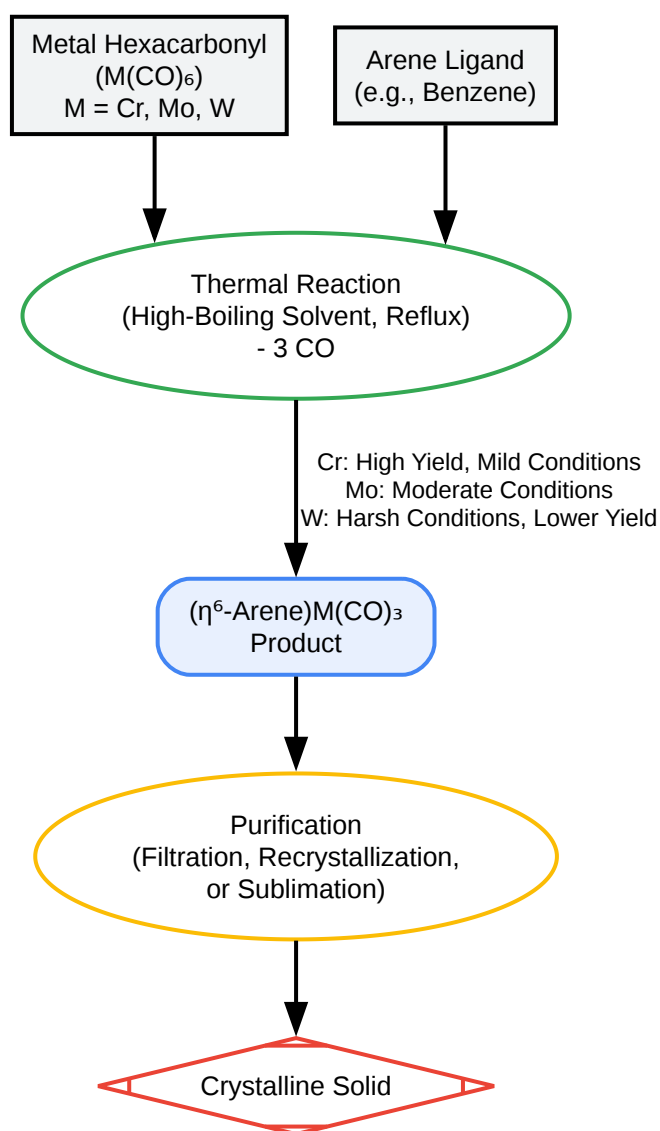 Metal Hexacarbonyl
(M(CO)₆)
M = Cr, Mo, W
Arene Ligand
(e.g., Benzene)
Thermal Reaction
(High-Boiling Solvent, Reflux)
- 3 CO
Cr: High Yield, Mild Conditions
Mo: Moderate Conditions
W: Harsh Conditions, Lower Yield
(η⁶-Arene)M(CO)₃
Product
Purification
(Filtration, Recrystallization,
or Sublimation)
Crystalline Solid